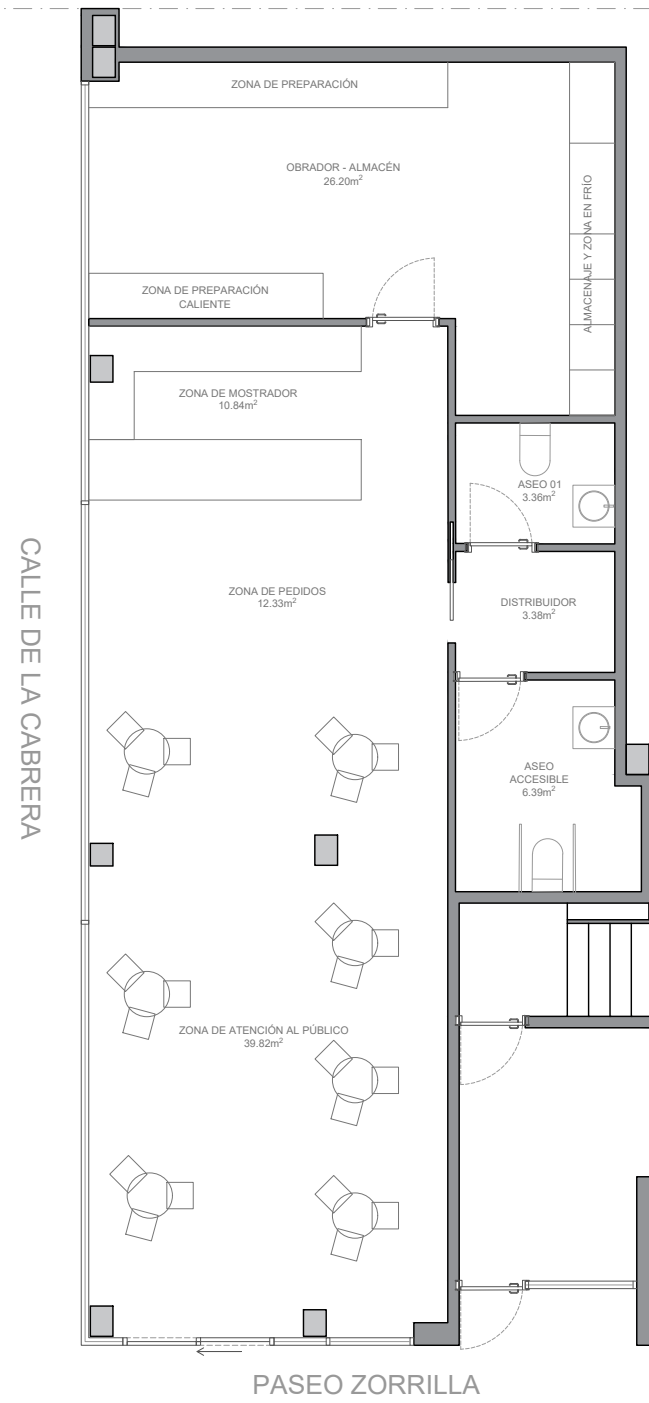 ZONA DE PREPARACIÓN
OBRADOR - ALMACÉN
26.20m²
ALMACENAJE Y ZONA EN FRÍO
ZONA DE PREPARACIÓN
CALIENTE
ZONA DE MOSTRADOR
10.84m²
ASEO 01
3.36m²
ZONA DE PEDIDOS
12.33m²
DISTRIBUIDOR
3.38m²
CALLE DE LA CABRERA
ASEO
ACCESIBLE
6.39m²
ZONA DE ATENCIÓN AL PÚBLICO
39.82m²
PASEO ZORRILLA